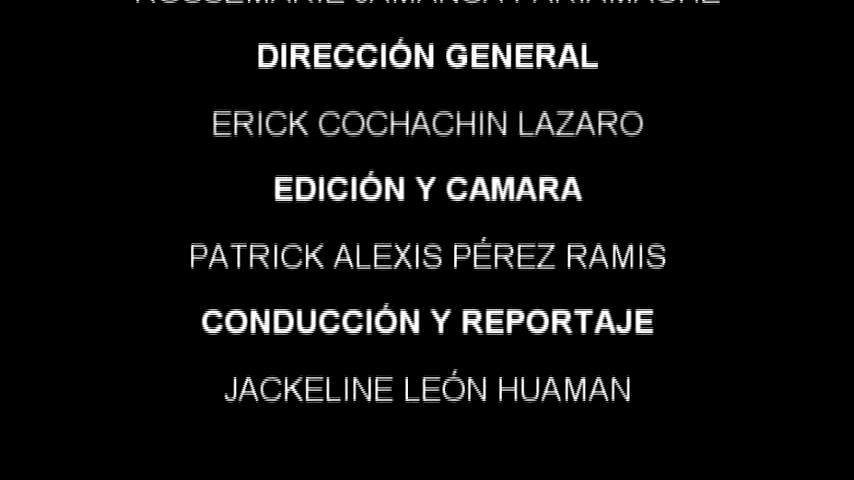 DIRECCIÓN GENERAL
ERICK COCHACHIN LAZARO
EDICIÓN Y CAMARA
PATRICK ALEXIS PÉREZ RAMIS
CONDUCCIÓN Y REPORTAJE
JACKELINE LEÓN HUAMAN